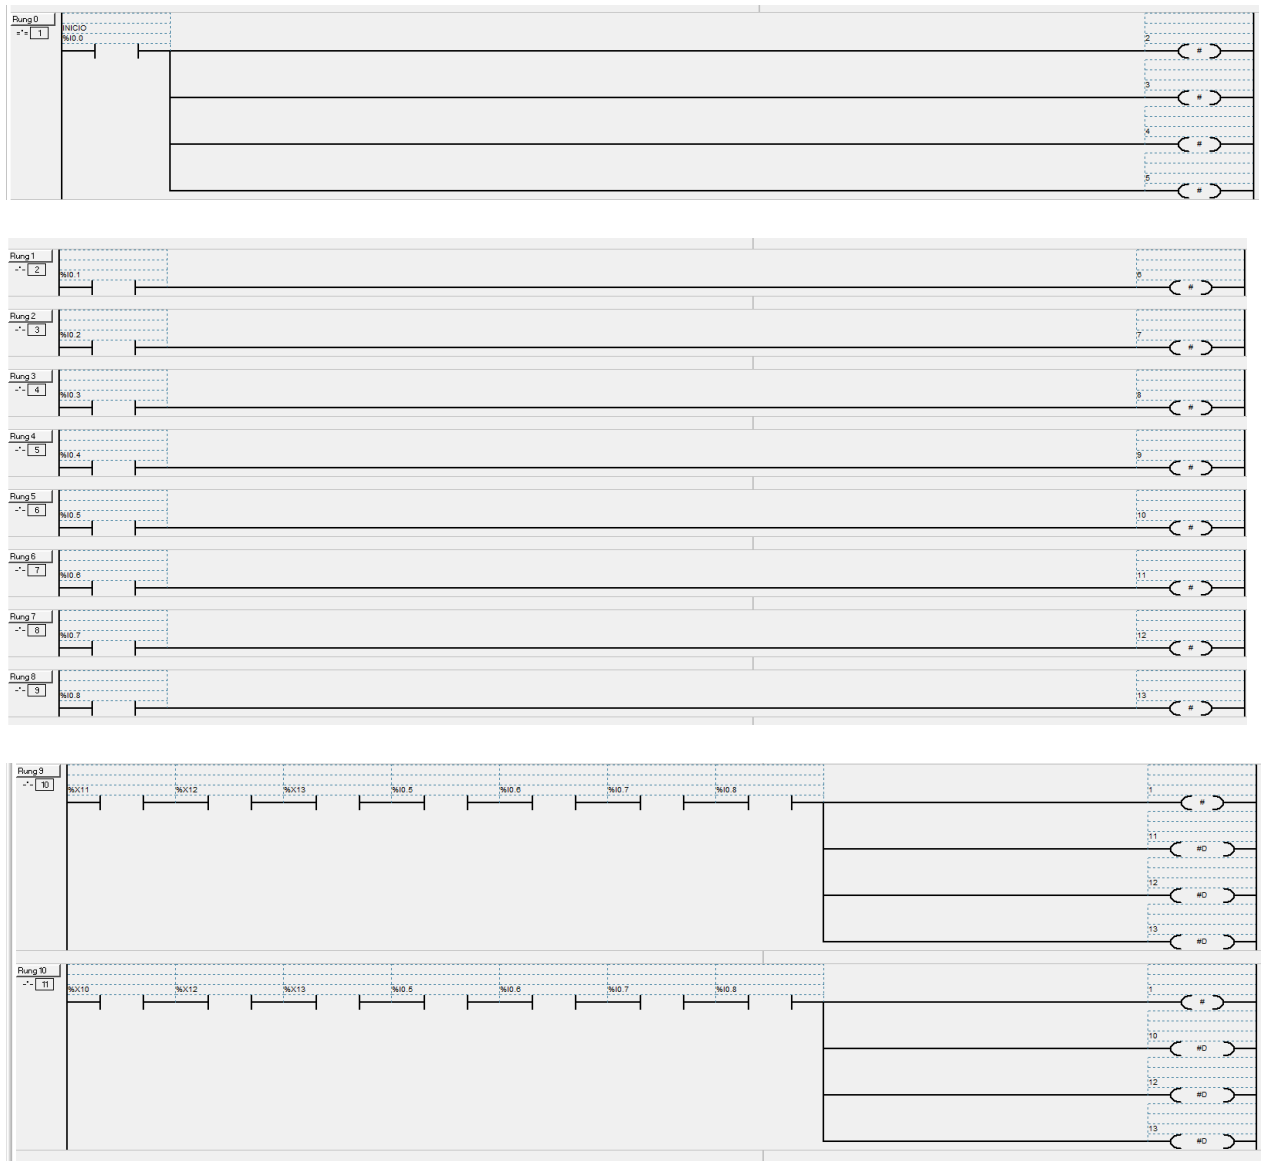 Rung 0
=*= 1
INICIO
%I0.0
2
#
3
#
4
#
5
#
Rung 1
-*- 2
%I0.1
6
#
Rung 2
-*- 3
%I0.2
7
#
Rung 3
-*- 4
%I0.3
8
#
Rung 4
-*- 5
%I0.4
9
#
Rung 5
-*- 6
%I0.5
10
#
Rung 6
-*- 7
%I0.6
11
#
Rung 7
-*- 8
%I0.7
12
#
Rung 8
-*- 9
%I0.8
13
#
Rung 9
-*- 10
%X11 %X12 %X13 %I0.5 %I0.6 %I0.7 %I0.8
1
#
11
#D
12
#D
13
#D
Rung 10
-*- 11
%X10 %X12 %X13 %I0.5 %I0.6 %I0.7 %I0.8
1
#
10
#D
12
#D
13
#D